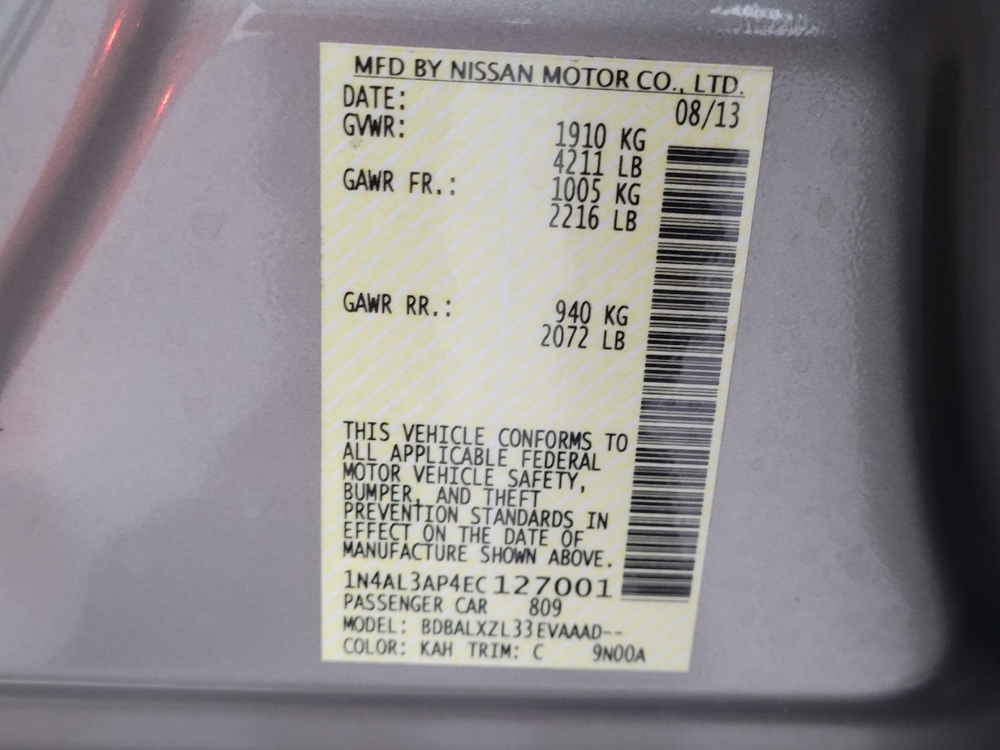 MFD BY NISSAN MOTOR CO., LTD.
DATE: 08/13
GVWR: 1910 KG
4211 LB
GAWR FR.: 1005 KG
2216 LB
GAWR RR.: 940 KG
2072 LB
THIS VEHICLE CONFORMS TO
ALL APPLICABLE FEDERAL
MOTOR VEHICLE SAFETY,
BUMPER, AND THEFT
PREVENTION STANDARDS IN
EFFECT ON THE DATE OF
MANUFACTURE SHOWN ABOVE.
1N4AL3AP4EC127001
PASSENGER CAR 809
MODEL: BDBALXZL33EVAAAD--
COLOR: KAH TRIM: C 9N00A